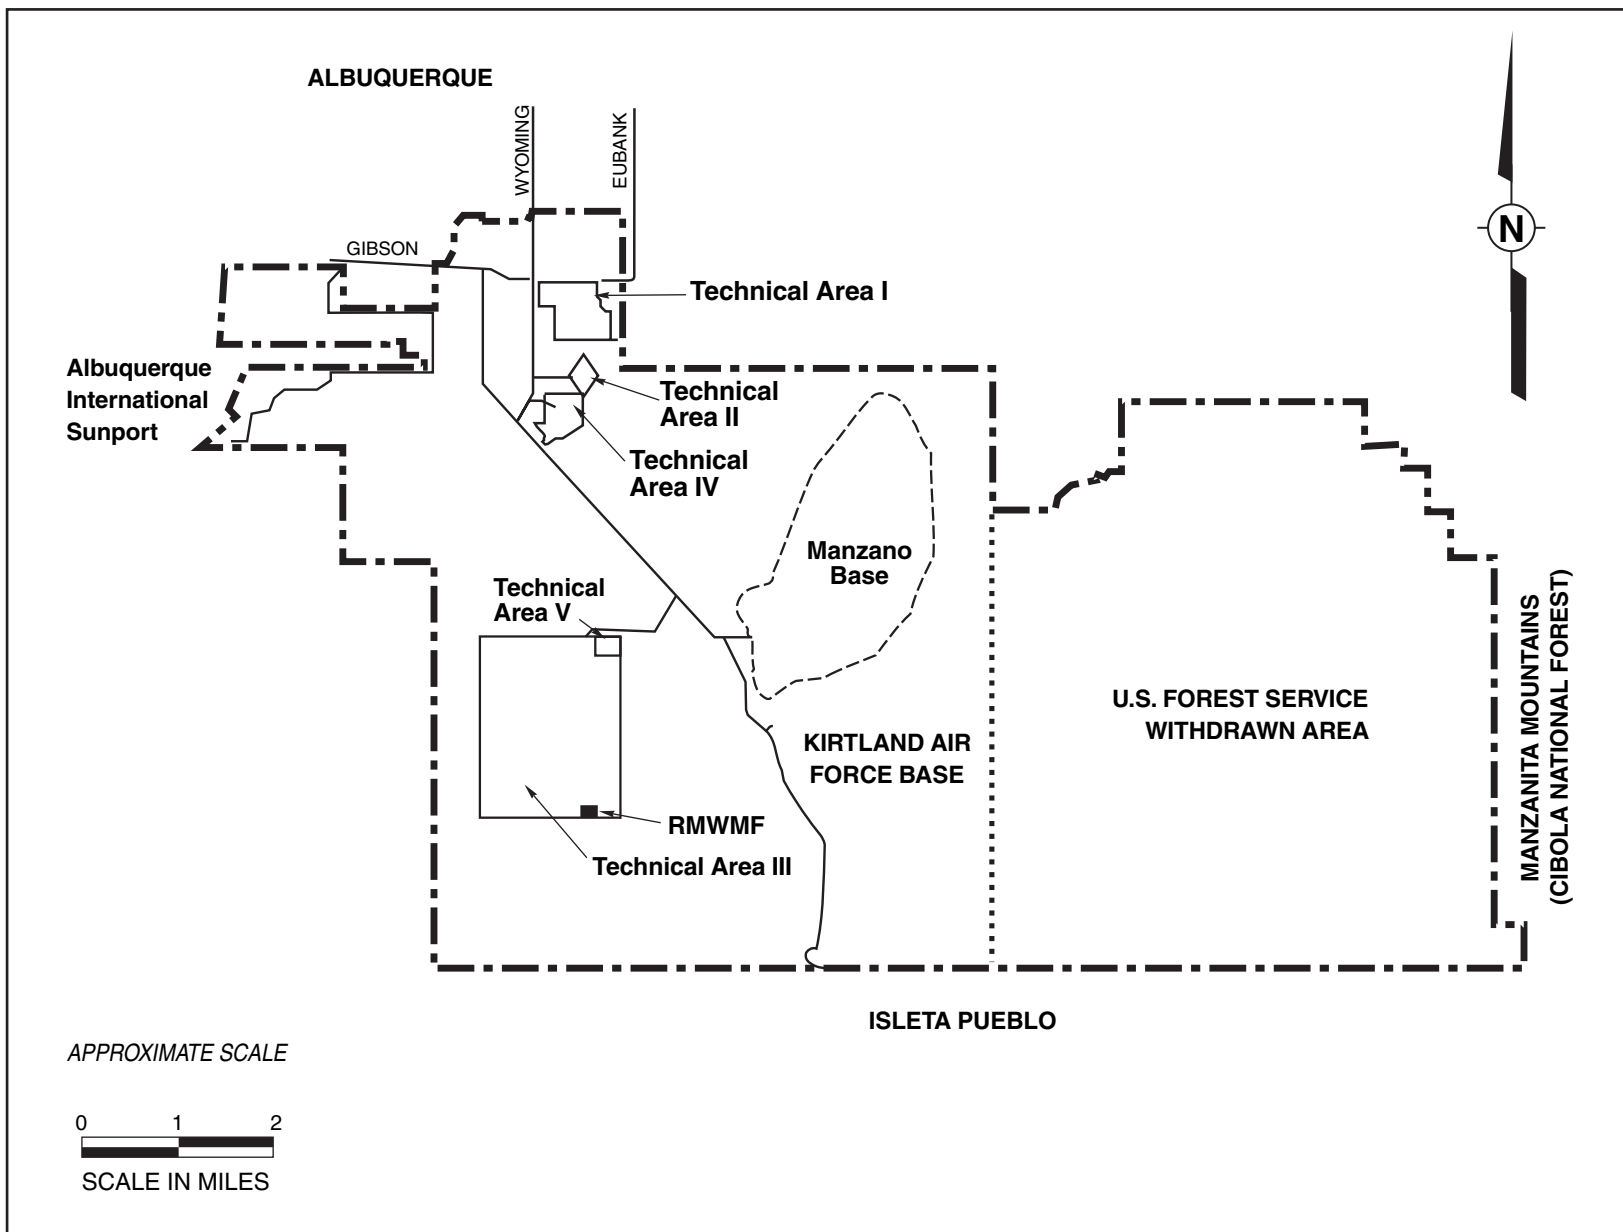 ALBUQUERQUE
WYOMING
EUBANK
GIBSON
N
Technical Area I
Albuquerque
International
Sunport
Technical
Area II
Technical
Area IV
Manzano
Base
Technical
Area V
U.S. FOREST SERVICE
WITHDRAWN AREA
MANZANITA MOUNTAINS
(CIBOLA NATIONAL FOREST)
KIRTLAND AIR
FORCE BASE
RMWMF
Technical Area III
ISLETA PUEBLO
APPROXIMATE SCALE
0 1 2
SCALE IN MILES